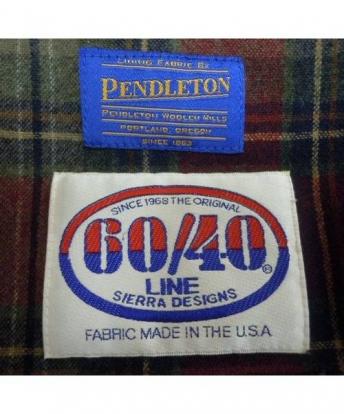 LINING FABRIC BY
PENDLETON
PENDLETON WOOLEN MILLS
PORTLAND, OREGON
SINCE 1863
SINCE 1968 THE ORIGINAL
60/40®
LINE
SIERRA DESIGNS
FABRIC MADE IN THE U.S.A.